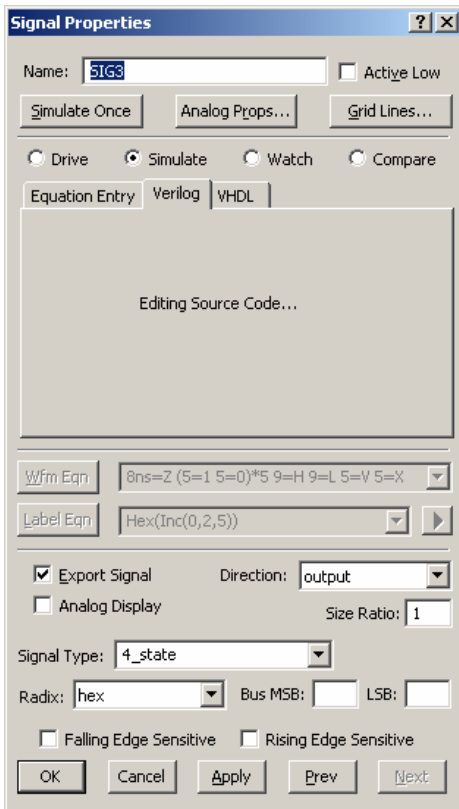 Signal Properties
Name: SIG3 Active Low
Simulate Once Analog Props... Grid Lines...
Drive Simulate Watch Compare
Equation Entry Verilog VHDL
Editing Source Code...
Wfm Eqn 8ns=Z (5=1 5=0)*5 9=H 9=L 5=V 5=X
Label Eqn Hex(Inc(0,2,5))
Export Signal Direction: output
Analog Display Size Ratio: 1
Signal Type: 4_state
Radix: hex Bus MSB: LSB:
Falling Edge Sensitive Rising Edge Sensitive
OK Cancel Apply Prev Next